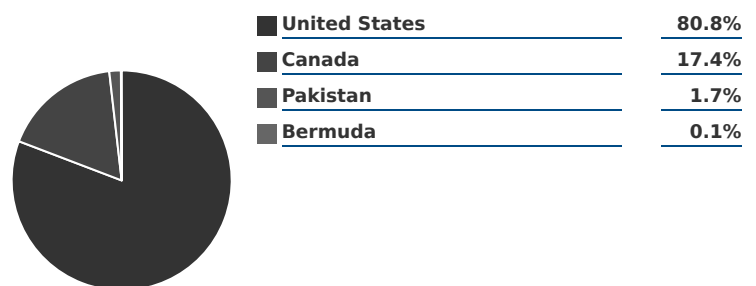 United States 80.8%
Canada 17.4%
Pakistan 1.7%
Bermuda 0.1%